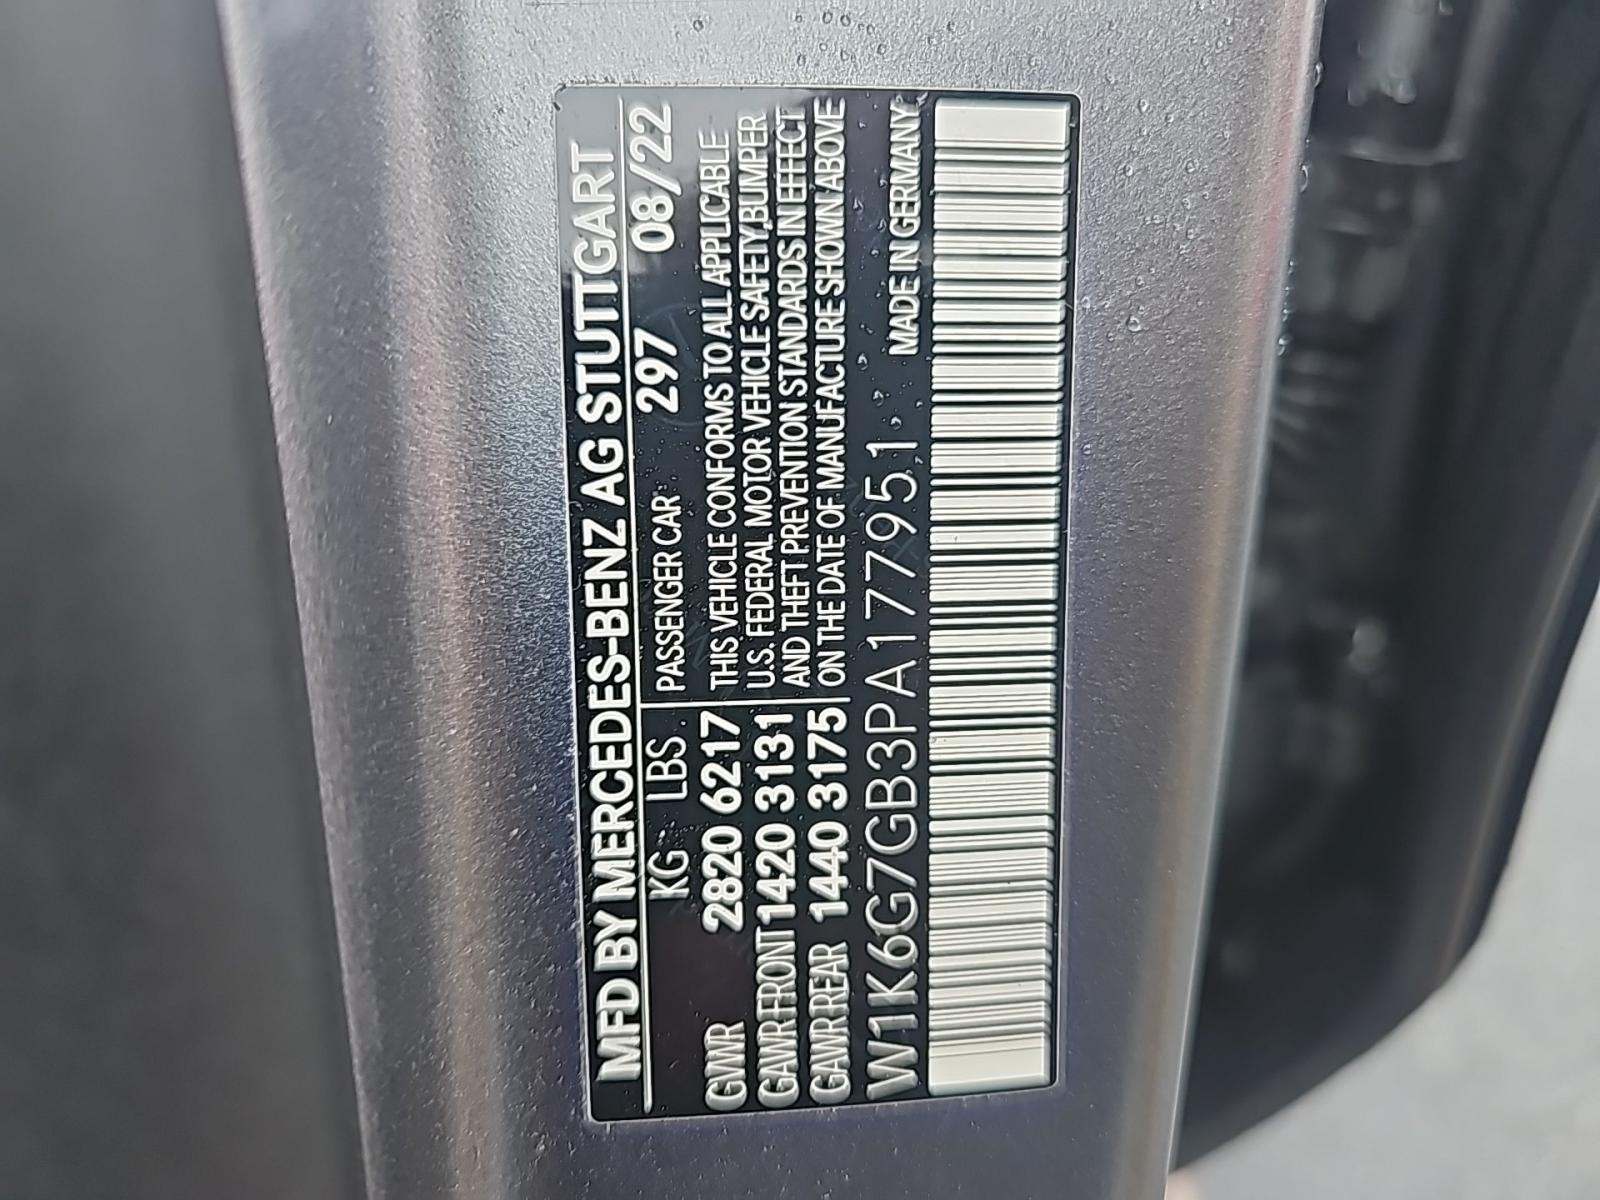 MFD BY MERCEDES-BENZ AG STUTTGART
KG LBS. PASSENGER CAR 297 08/22
GVWR 2820 6217 THIS VEHICLE CONFORMS TO ALL APPLICABLE
U.S. FEDERAL MOTOR VEHICLE SAFETY, BUMPER
GAWR FRONT 1420 3131 AND THEFT PREVENTION STANDARDS IN EFFECT
GAWR REAR 1440 3175 ON THE DATE OF MANUFACTURE SHOWN ABOVE
W1K6G7GB3PA177951 MADE IN GERMANY